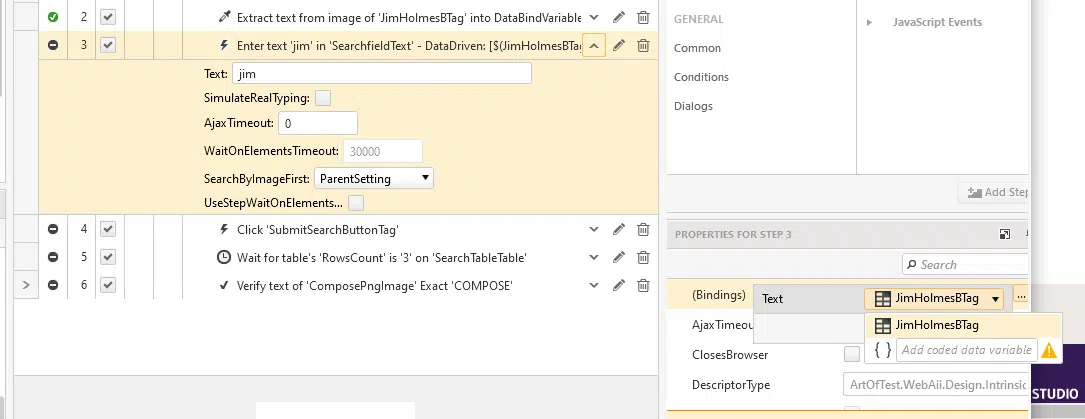 2 Extract text from image of 'JimHolmesBTag' into DataBindVariable
3 Enter text 'jim' in 'SearchfieldText' - DataDriven: [$(JimHolmesBTag
Text: jim
SimulateRealTyping:
AjaxTimeout: 0
WaitOnElementsTimeout: 30000
SearchByImageFirst: ParentSetting
UseStepWaitOnElements...
4 Click 'SubmitSearchButtonTag'
5 Wait for table's 'RowsCount' is '3' on 'SearchTableTable'
6 Verify text of 'ComposePngImage' Exact 'COMPOSE'
GENERAL
Common
Conditions
Dialogs
JavaScript Events
Add Step
PROPERTIES FOR STEP 3
Search
(Bindings) Text JimHolmesBTag ...
AjaxTimeou JimHolmesBTag
ClosesBrowser { } Add coded data variable
DescriptorType ArtOfTest.WebAii.Design.Intrinsic
STUDIO